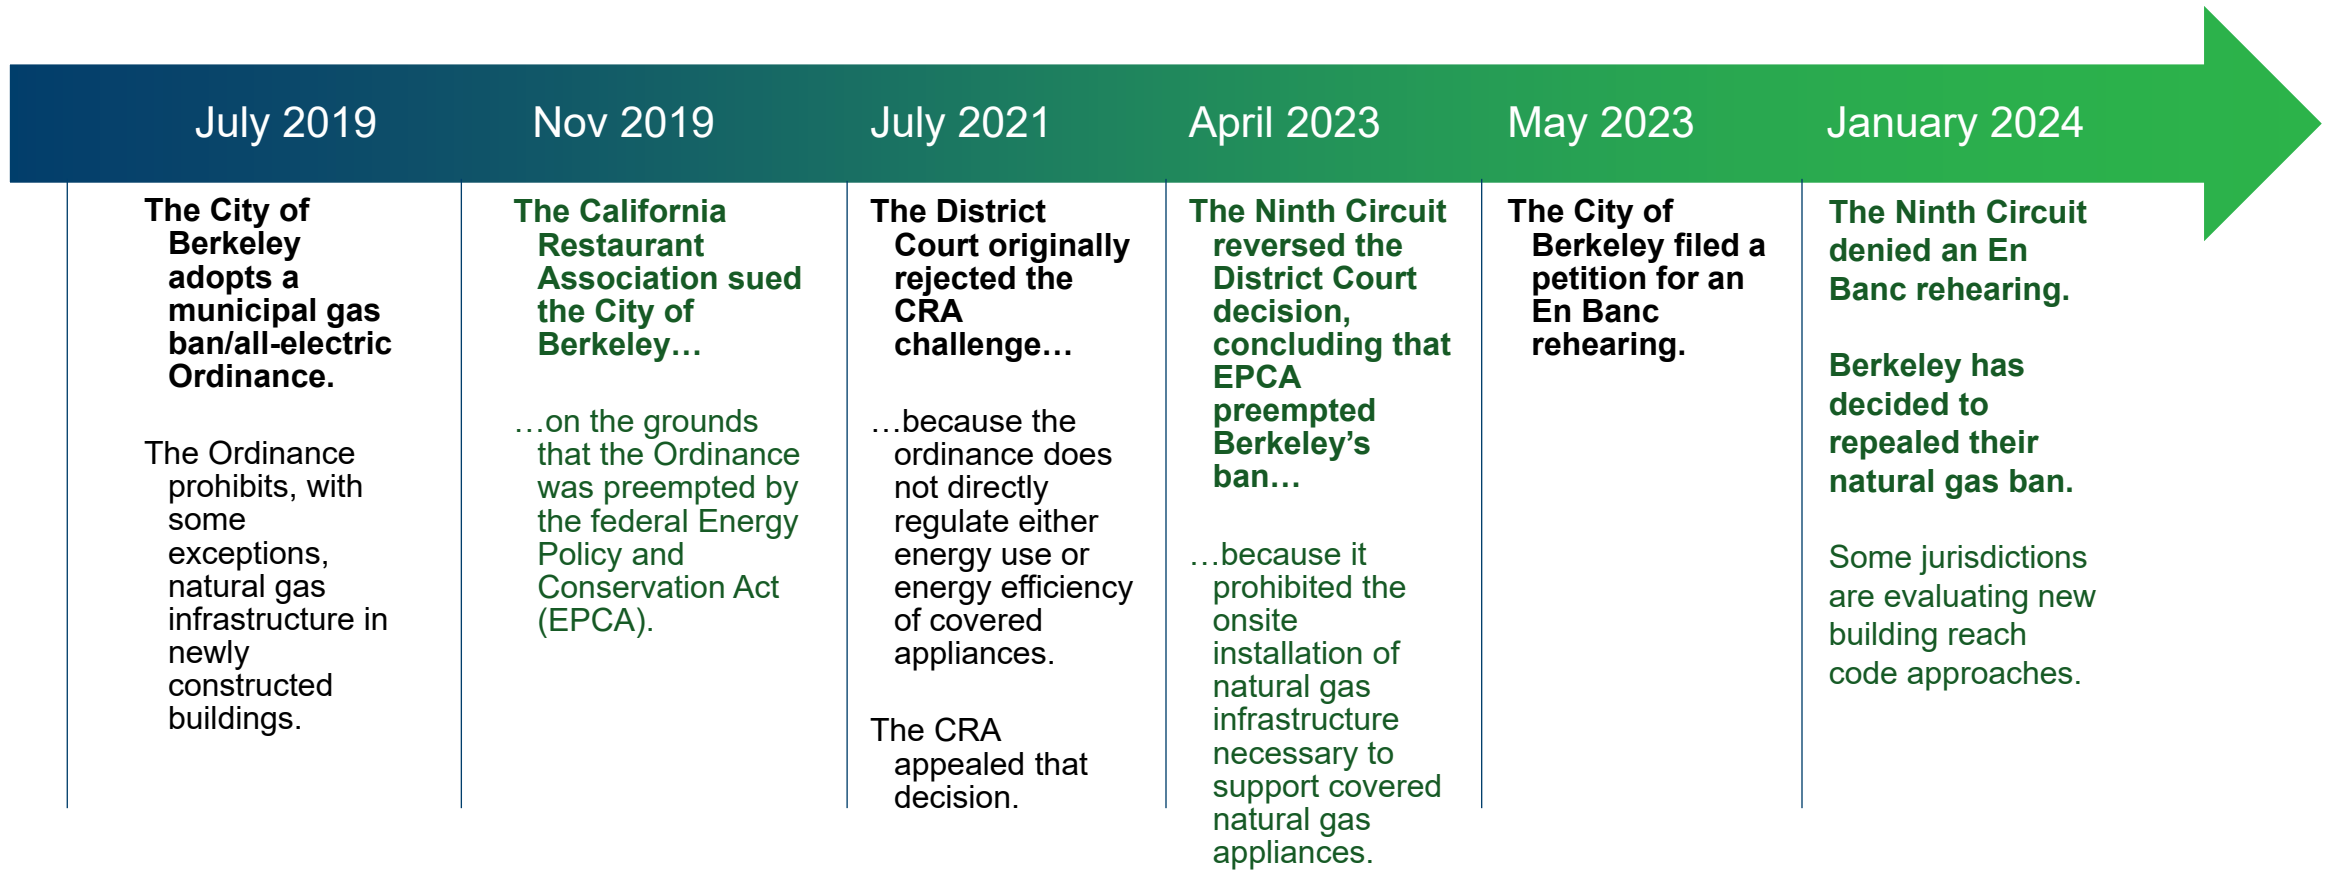 July 2019
Nov 2019
July 2021
April 2023
May 2023
January 2024
The City of
Berkeley
adopts a
municipal gas
ban/all-electric
Ordinance.
The Ordinance
prohibits, with
some
exceptions,
natural gas
infrastructure in
newly
constructed
buildings.
The California
Restaurant
Association sued
the City of
Berkeley…
…on the grounds
that the Ordinance
was preempted by
the federal Energy
Policy and
Conservation Act
(EPCA).
The District
Court originally
rejected the
CRA
challenge…
…because the
ordinance does
not directly
regulate either
energy use or
energy efficiency
of covered
appliances.
The CRA
appealed that
decision.
The Ninth Circuit
reversed the
District Court
decision,
concluding that
EPCA
preempted
Berkeley’s
ban…
…because it
prohibited the
onsite
installation of
natural gas
infrastructure
necessary to
support covered
natural gas
appliances.
The City of
Berkeley filed a
petition for an
En Banc
rehearing.
The Ninth Circuit
denied an En
Banc rehearing.
Berkeley has
decided to
repealed their
natural gas ban.
Some jurisdictions
are evaluating new
building reach
code approaches.